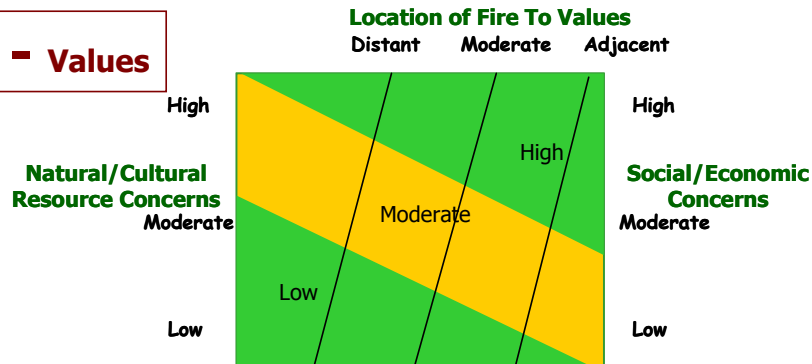 - Values
Location of Fire To Values
Distant Moderate Adjacent
High
High
Natural/Cultural
Resource Concerns
Moderate
High
Moderate
Low
Social/Economic
Concerns
Moderate
Low
Low